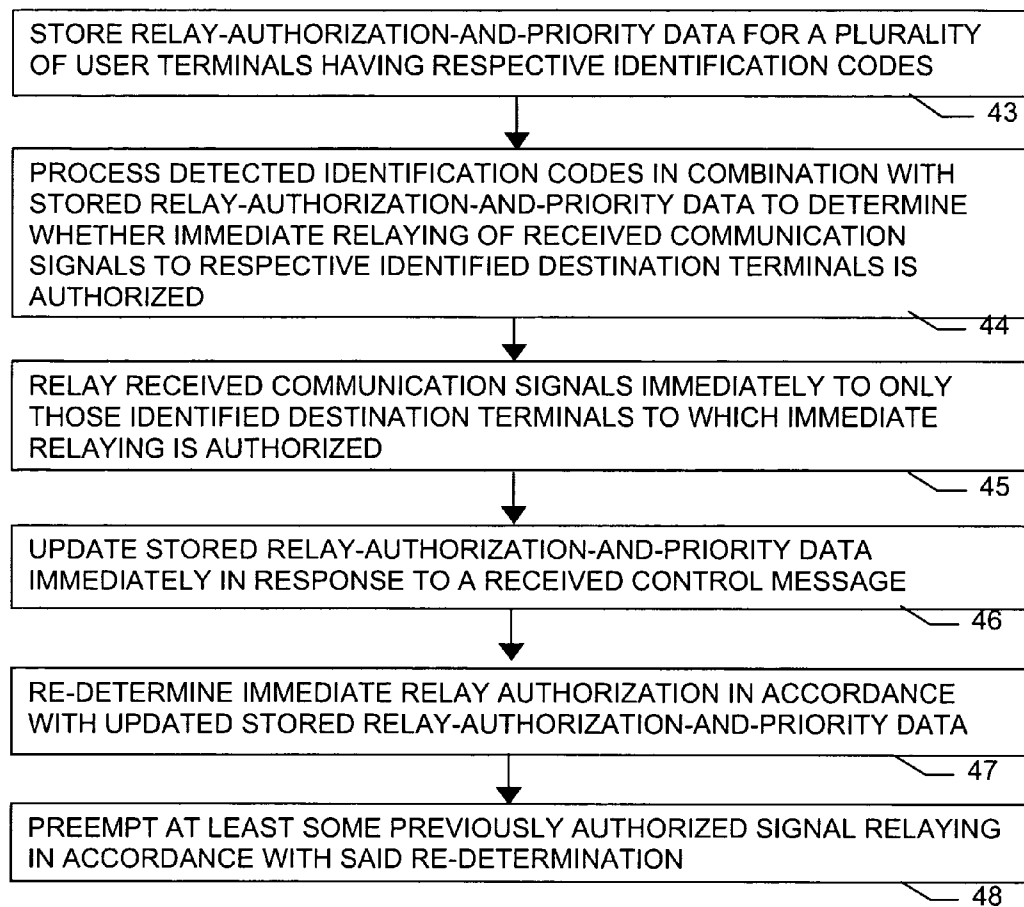 STORE RELAY-AUTHORIZATION-AND-PRIORITY DATA FOR A PLURALITY
OF USER TERMINALS HAVING RESPECTIVE IDENTIFICATION CODES
43
PROCESS DETECTED IDENTIFICATION CODES IN COMBINATION WITH
STORED RELAY-AUTHORIZATION-AND-PRIORITY DATA TO DETERMINE
WHETHER IMMEDIATE RELAYING OF RECEIVED COMMUNICATION
SIGNALS TO RESPECTIVE IDENTIFIED DESTINATION TERMINALS IS
AUTHORIZED
44
RELAY RECEIVED COMMUNICATION SIGNALS IMMEDIATELY TO ONLY
THOSE IDENTIFIED DESTINATION TERMINALS TO WHICH IMMEDIATE
RELAYING IS AUTHORIZED
45
UPDATE STORED RELAY-AUTHORIZATION-AND-PRIORITY DATA
IMMEDIATELY IN RESPONSE TO A RECEIVED CONTROL MESSAGE
46
RE-DETERMINE IMMEDIATE RELAY AUTHORIZATION IN ACCORDANCE
WITH UPDATED STORED RELAY-AUTHORIZATION-AND-PRIORITY DATA
47
PREEMPT AT LEAST SOME PREVIOUSLY AUTHORIZED SIGNAL RELAYING
IN ACCORDANCE WITH SAID RE-DETERMINATION
48